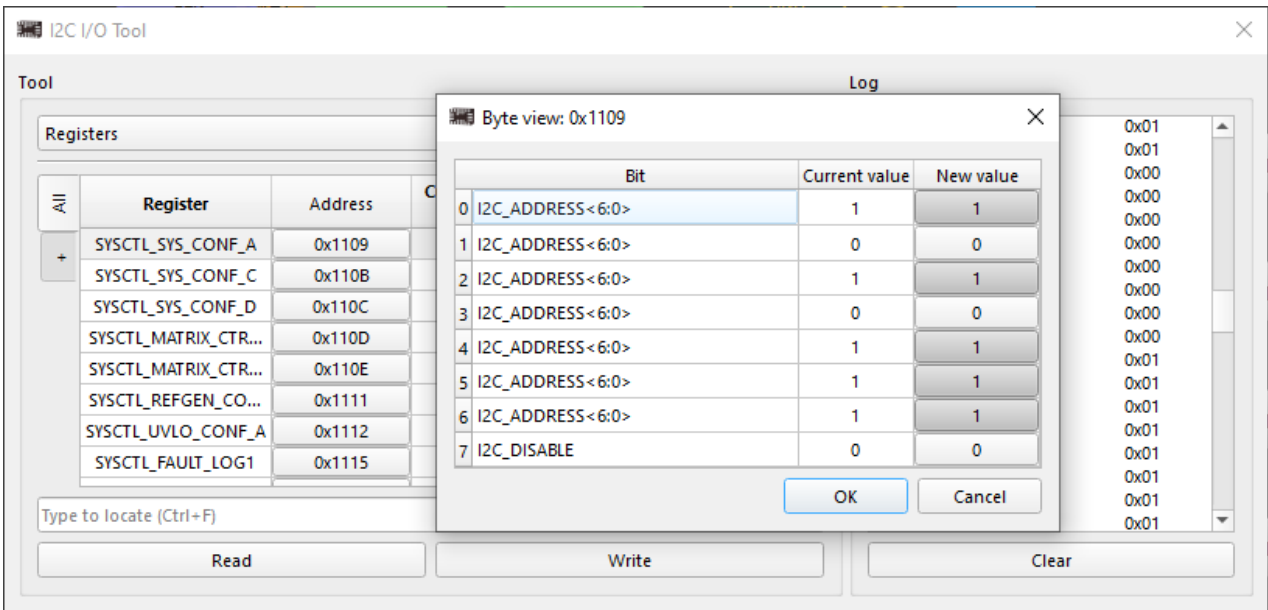 I2C I/O Tool
Tool
Log
Registers
All
+
Register Address C
SYSCTL_SYS_CONF_A 0x1109
SYSCTL_SYS_CONF_C 0x110B
SYSCTL_SYS_CONF_D 0x110C
SYSCTL_MATRIX_CTR... 0x110D
SYSCTL_MATRIX_CTR... 0x110E
SYSCTL_REFGEN_CO... 0x1111
SYSCTL_UVLO_CONF_A 0x1112
SYSCTL_FAULT_LOG1 0x1115
Type to locate (Ctrl+F)
Read
Write
Byte view: 0x1109
Bit Current value New value
0 I2C_ADDRESS<6:0> 1 1
1 I2C_ADDRESS<6:0> 0 0
2 I2C_ADDRESS<6:0> 1 1
3 I2C_ADDRESS<6:0> 0 0
4 I2C_ADDRESS<6:0> 1 1
5 I2C_ADDRESS<6:0> 1 1
6 I2C_ADDRESS<6:0> 1 1
7 I2C_DISABLE 0 0
OK
Cancel
0x01
0x01
0x00
0x00
0x00
0x00
0x00
0x00
0x00
0x00
0x01
0x01
0x01
0x01
0x01
0x01
0x01
0x01
Clear